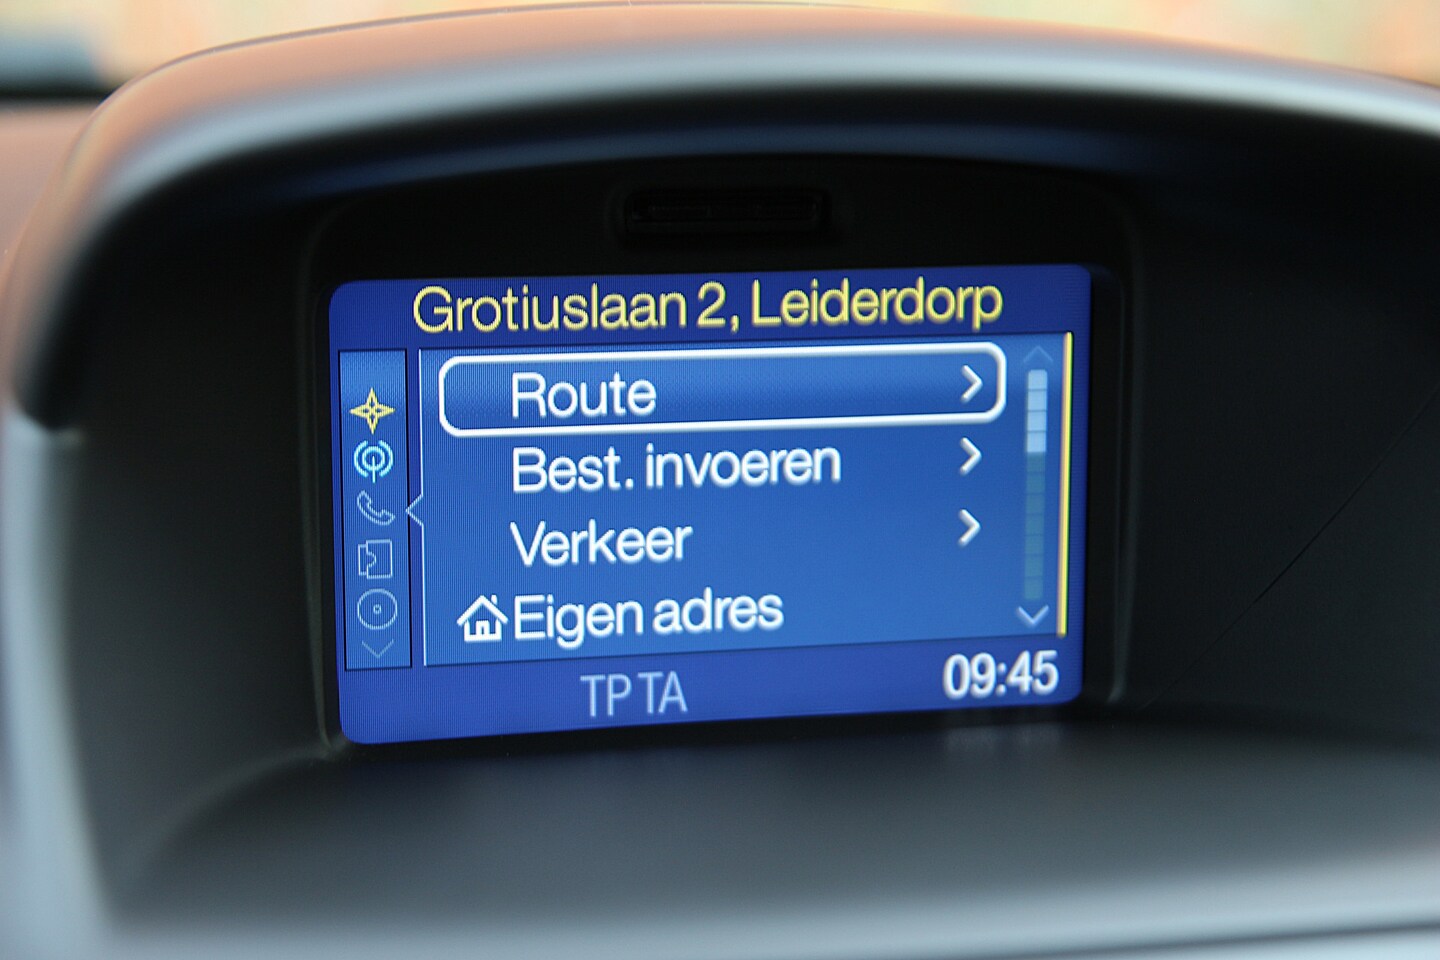 Grotiuslaan 2, Leiderdorp
Route
Best. invoeren
Verkeer
Eigen adres
TP TA
09:45